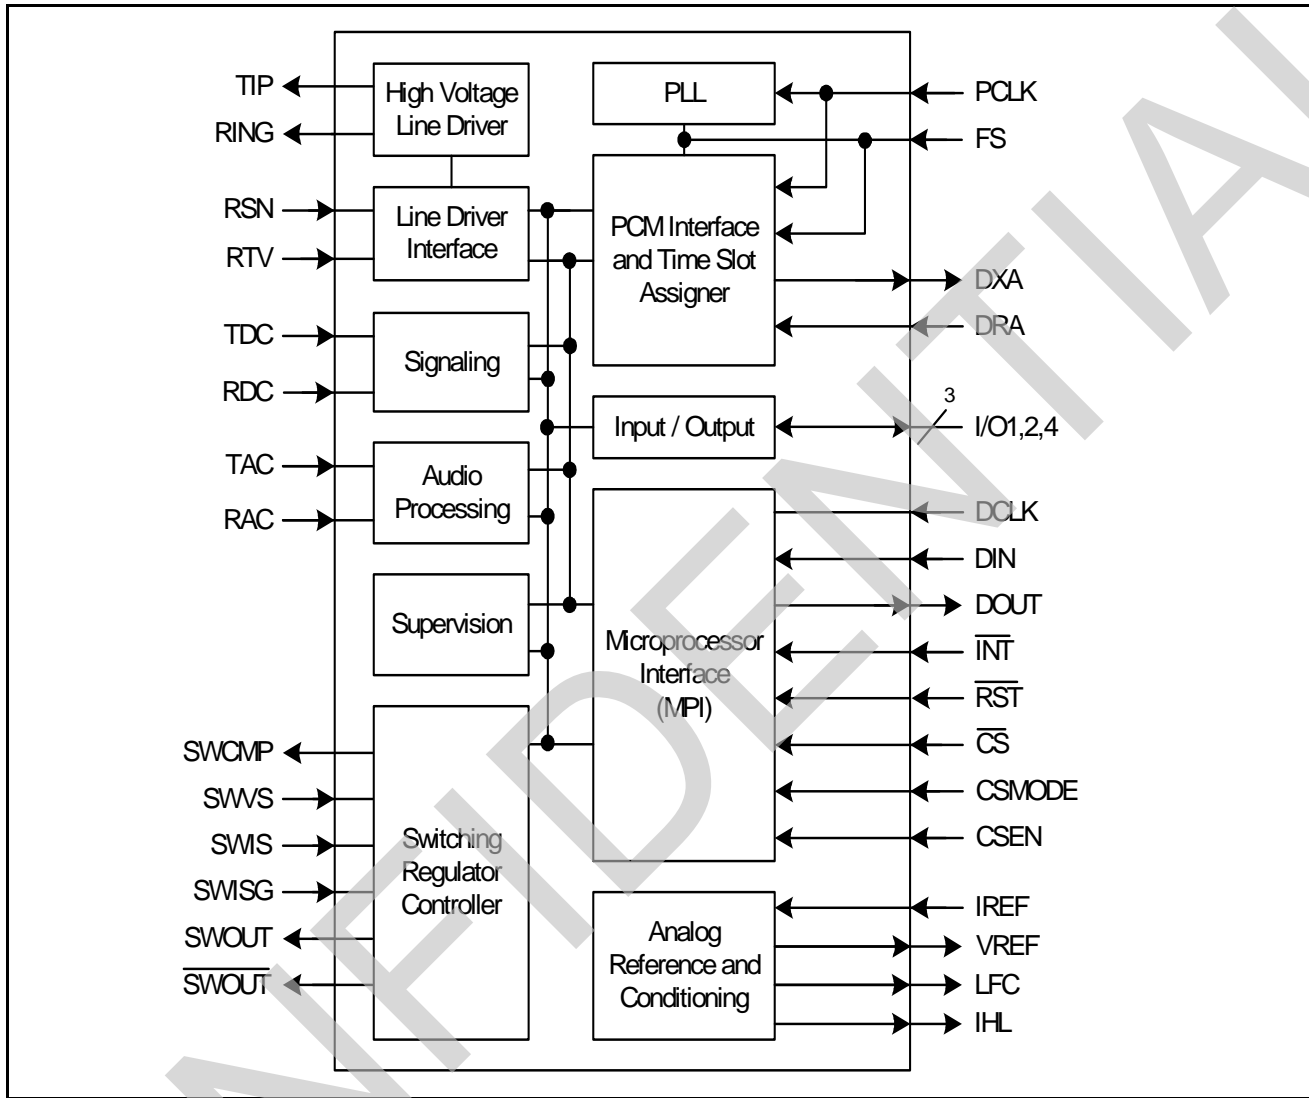 TIP
RING
RSN
RTV
TDC
RDC
TAC
RAC
SWCMP
SWVS
SWIS
SWISG
SWOUT
SWOUT
High Voltage
Line Driver
Line Driver
Interface
Signaling
Audio
Processing
Supervision
Switching
Regulator
Controller
PLL
PCM Interface
and Time Slot
Assigner
Input / Output
Microprocessor
Interface
(MPI)
Analog
Reference and
Conditioning
PCLK
FS
DXA
DRA
3
I/O1,2,4
DCLK
DIN
DOUT
INT
RST
CS
CSMODE
CSEN
IREF
VREF
LFC
IHL
NFIDENTIAL